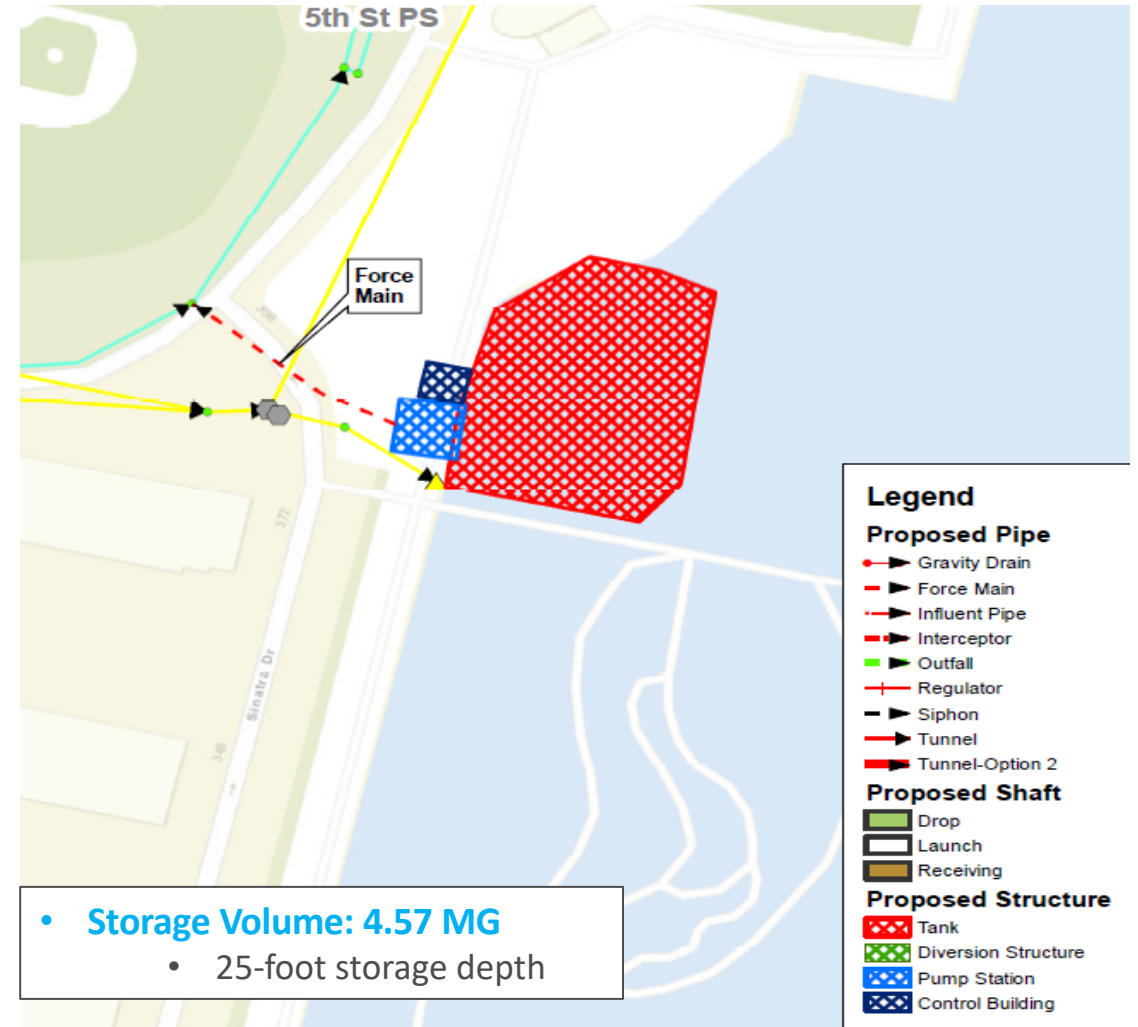 5th St PS
Force
Main
398
372
Sinatra Dr
348
Legend
Proposed Pipe
Gravity Drain
Force Main
Influent Pipe
Interceptor
Outfall
Regulator
Siphon
Tunnel
Tunnel-Option 2
Proposed Shaft
Drop
Launch
Receiving
Proposed Structure
Tank
Diversion Structure
Pump Station
Control Building
• Storage Volume: 4.57 MG
• 25-foot storage depth